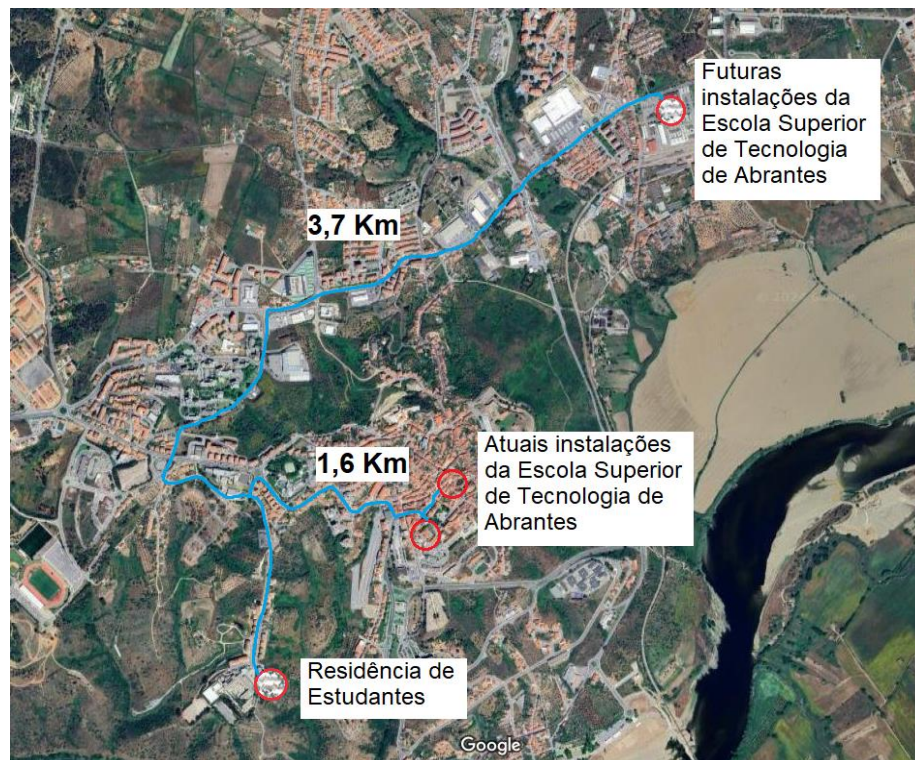 Futuras
instalações da
Escola Superior
de Tecnologia
de Abrantes
3,7 Km
1,6 Km
Atuais instalações
da Escola Superior
de Tecnologia de
Abrantes
Residência de
Estudantes
Google